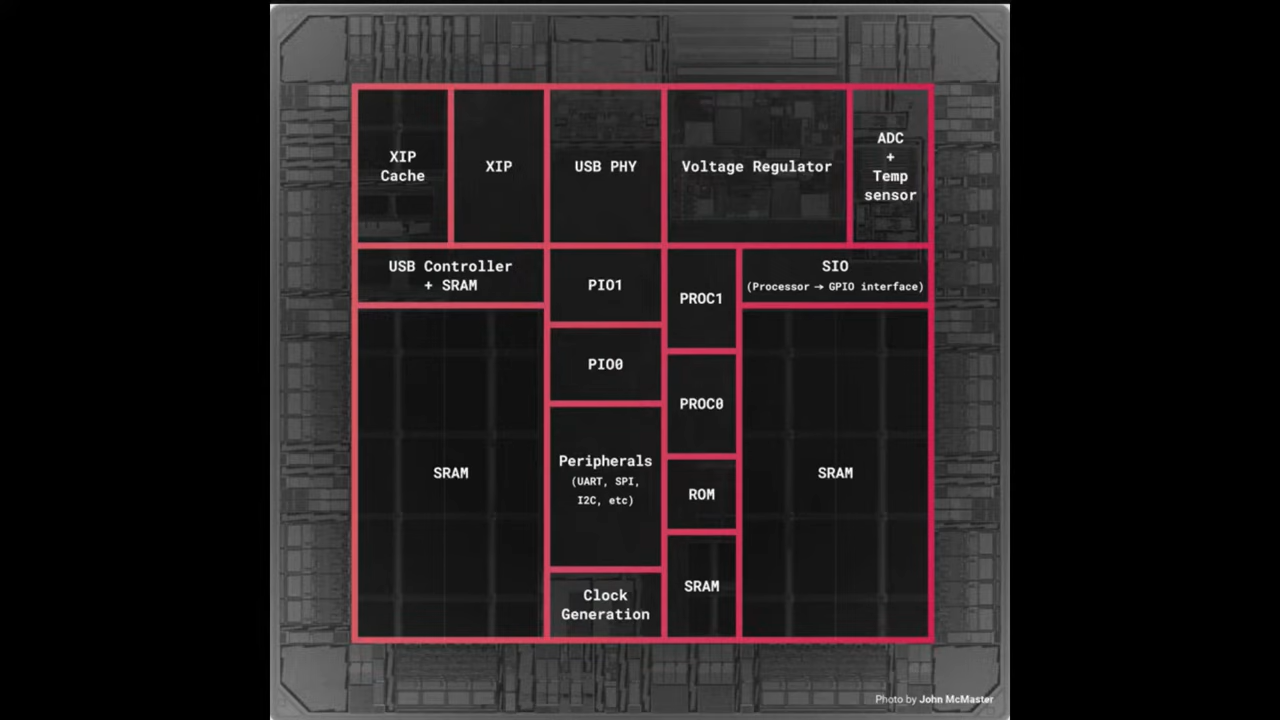 XIP
Cache
XIP
USB PHY
Voltage Regulator
ADC
+
Temp
sensor
USB Controller
+ SRAM
PIO1
PROC1
SIO
(Processor → GPIO interface)
PIO0
PROC0
SRAM
Peripherals
(UART, SPI,
I2C, etc)
ROM
SRAM
Clock
Generation
SRAM
Photo by John McMaster